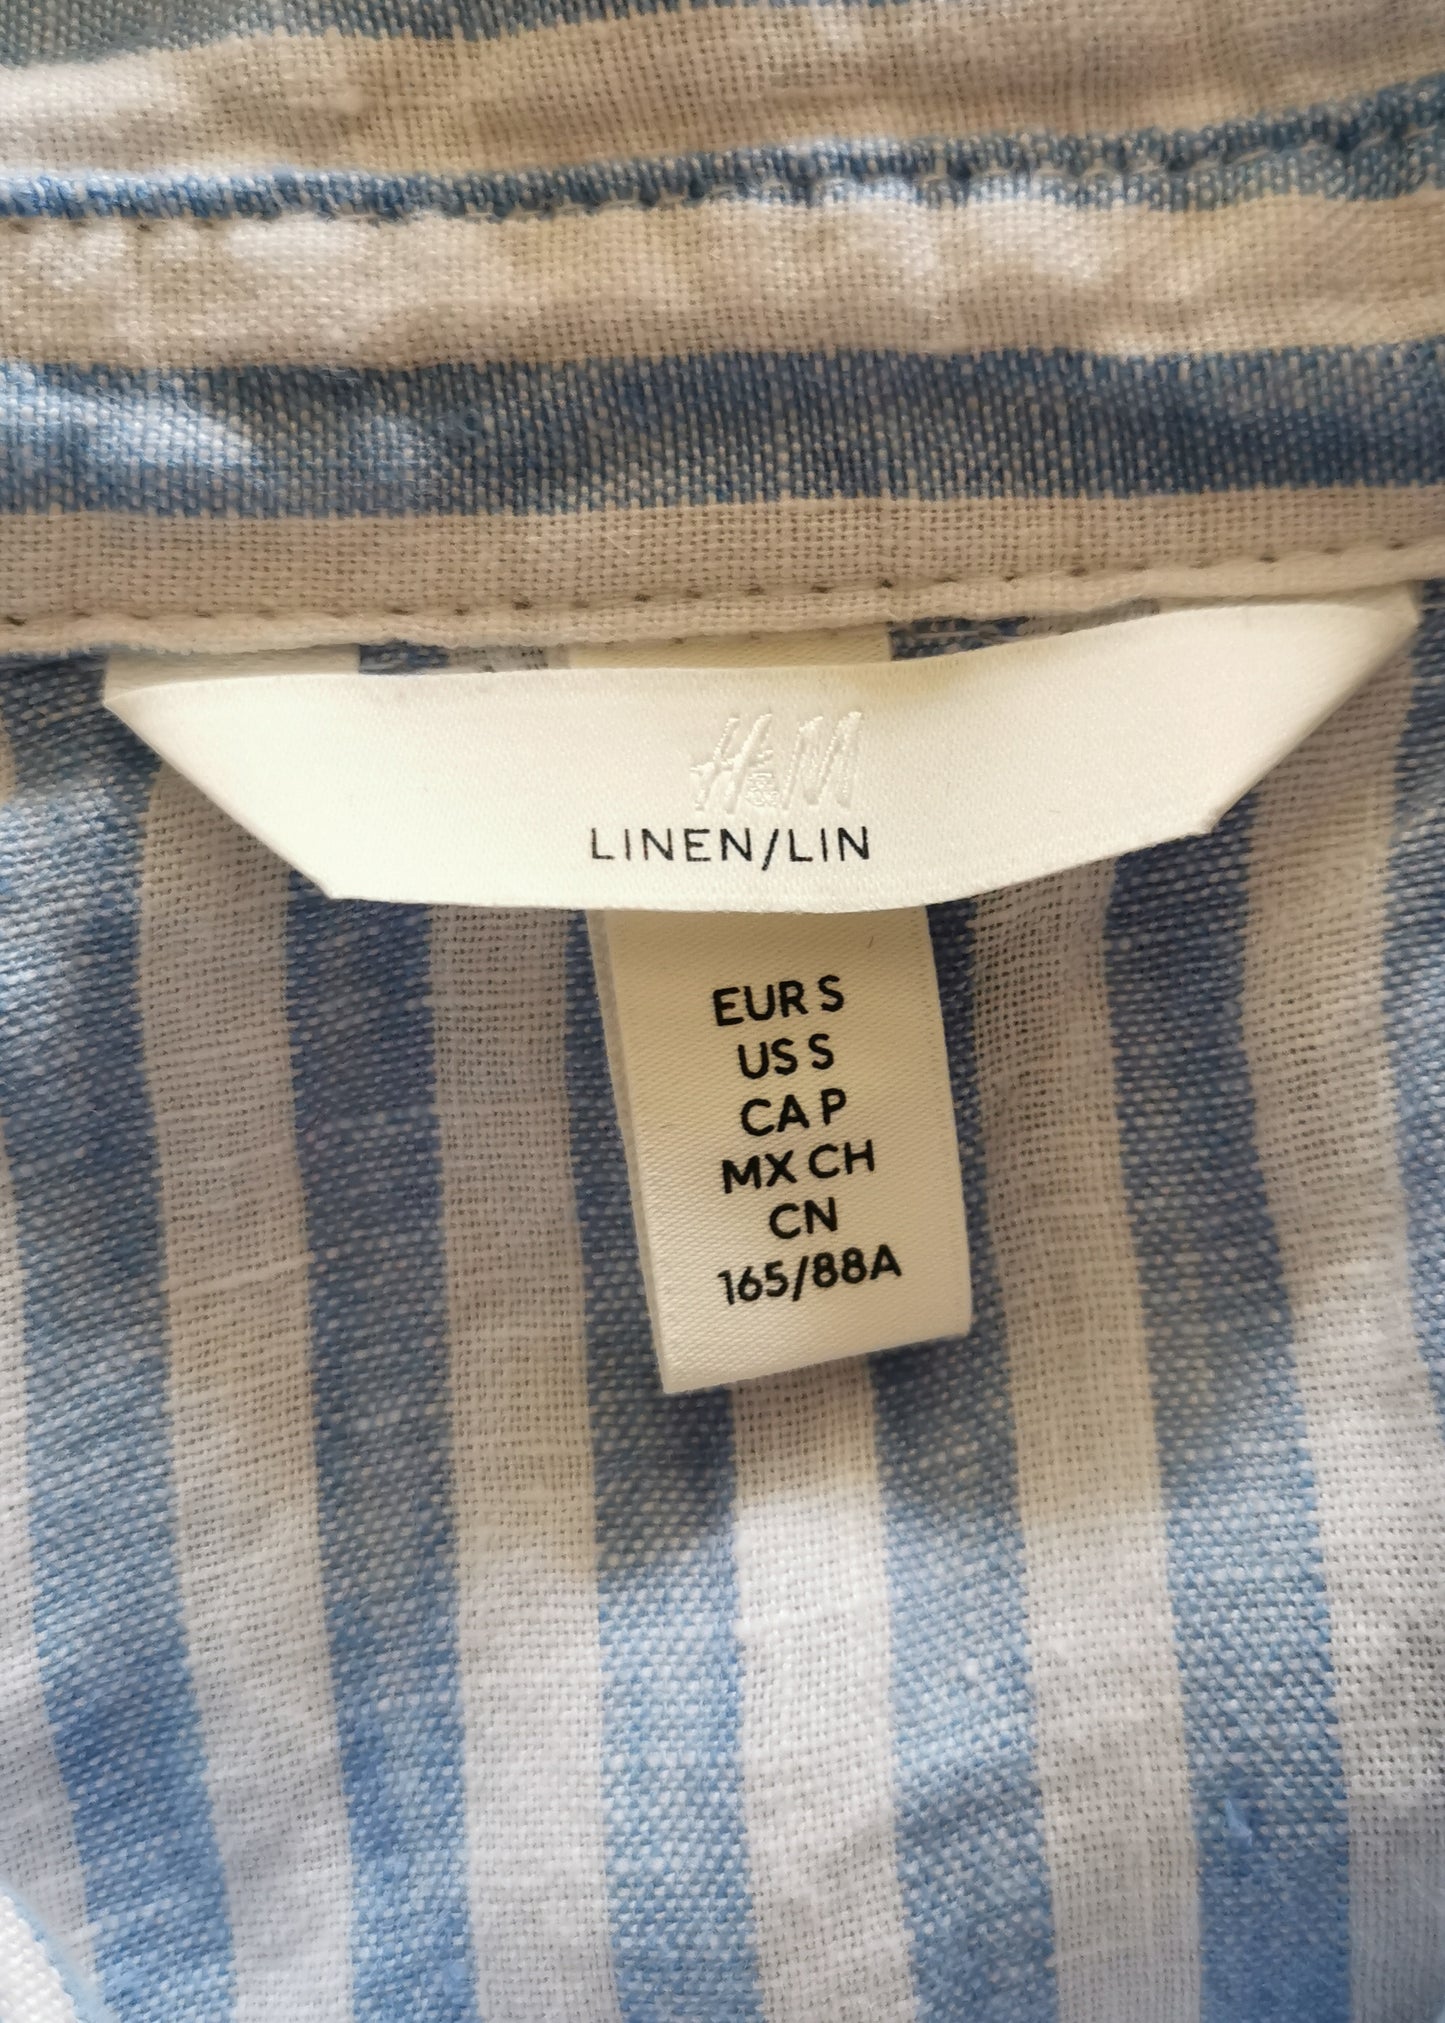 H&M
LINEN/LIN
EUR S
US S
CA P
MX CH
CN
165/88A